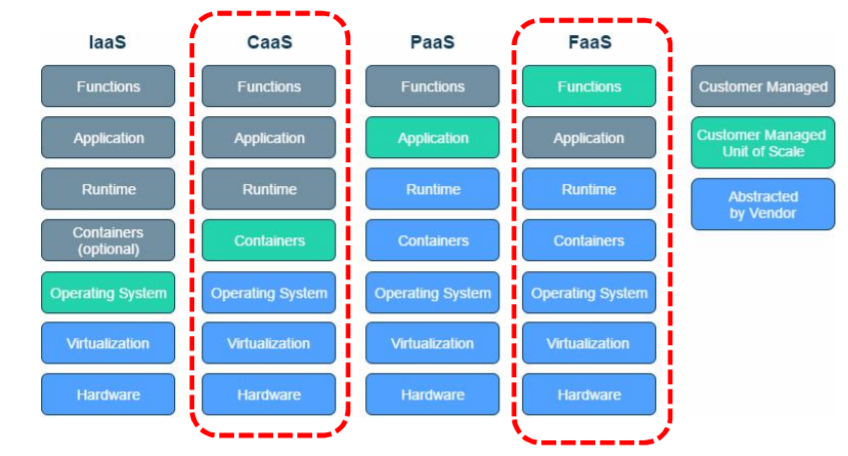 IaaS
CaaS
PaaS
FaaS
Functions
Functions
Functions
Functions
Customer Managed
Application
Application
Application
Application
Customer Managed
Unit of Scale
Runtime
Runtime
Runtime
Runtime
Abstracted
by Vendor
Containers
(optional)
Containers
Containers
Containers
Operating System
Operating System
Operating System
Operating System
Virtualization
Virtualization
Virtualization
Virtualization
Hardware
Hardware
Hardware
Hardware